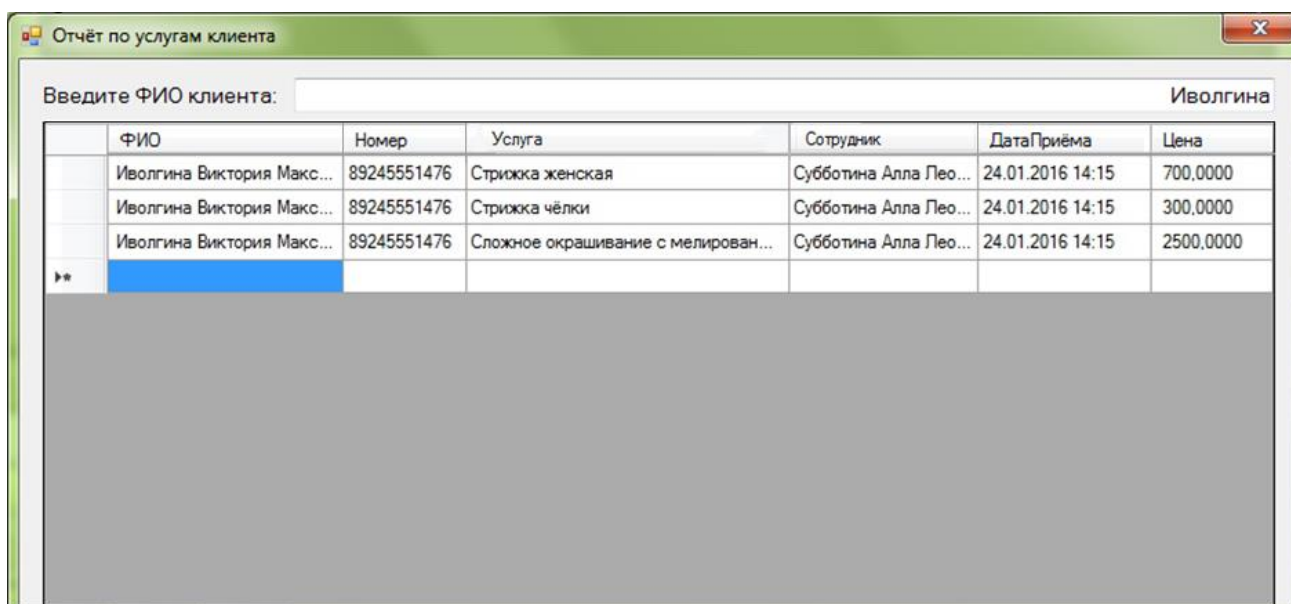 Отчёт по услугам клиента
Введите ФИО клиента: Иволгина
ФИО Номер Услуга Сотрудник ДатаПриёма Цена
Иволгина Виктория Макс... 89245551476 Стрижка женская Субботина Алла Лео... 24.01.2016 14:15 700,0000
Иволгина Виктория Макс... 89245551476 Стрижка чёлки Субботина Алла Лео... 24.01.2016 14:15 300,0000
Иволгина Виктория Макс... 89245551476 Сложное окрашивание с мелирован... Субботина Алла Лео... 24.01.2016 14:15 2500,0000